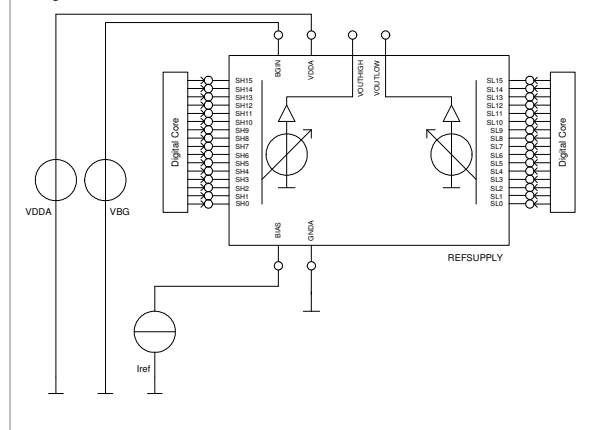 BGIN
VDDA
VOUTHIGH
VOUTLOW
SH15
SH14
SH13
SH12
SH11
SH10
SH9
SH8
SH7
SH6
SH5
SH4
SH3
SH2
SH1
SH0
SL15
SL14
SL13
SL12
SL11
SL10
SL9
SL8
SL7
SL6
SL5
SL4
SL3
SL2
SL1
SL0
Digital Core
Digital Core
VDDA
VBG
BIAS
GNDA
REFSUPPLY
Iref